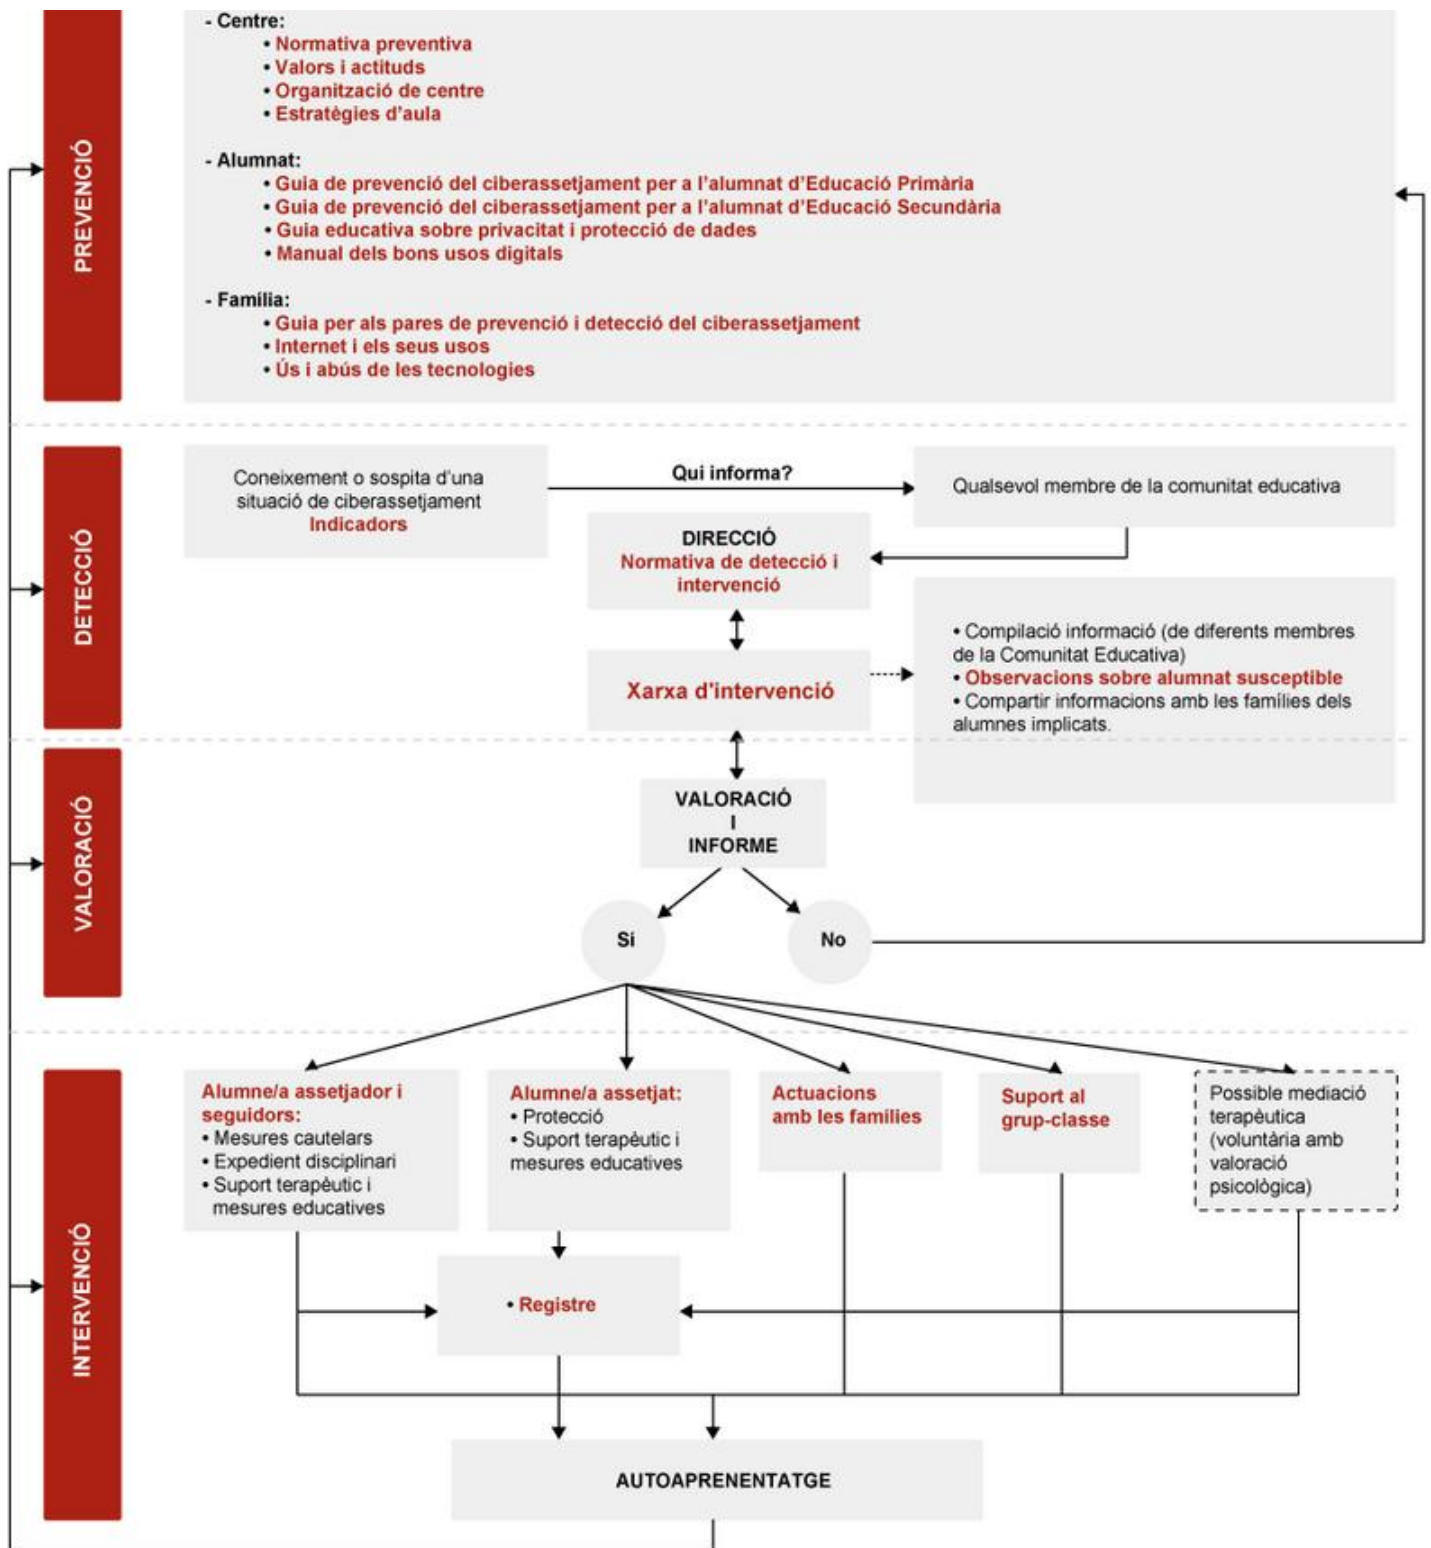 PREVENCIÓ
- Centre:
• Normativa preventiva
• Valors i actituds
• Organització de centre
• Estratègies d'aula
- Alumnat:
• Guia de prevenció del ciberassetjament per a l'alumnat d'Educació Primària
• Guia de prevenció del ciberassetjament per a l'alumnat d'Educació Secundària
• Guia educativa sobre privacitat i protecció de dades
• Manual dels bons usos digitals
- Família:
• Guia per als pares de prevenció i detecció del ciberassetjament
• Internet i els seus usos
• Ús i abús de les tecnologies
DETECCIÓ
Coneixement o sospita d'una
situació de ciberassetjament
Indicadors
Qui informa?
Qualsevol membre de la comunitat educativa
DIRECCIÓ
Normativa de detecció i
intervenció
Xarxa d'intervenció
• Compilació informació (de diferents membres
de la Comunitat Educativa)
• Observacions sobre alumnat susceptible
• Compartir informacions amb les famílies dels
alumnes implicats.
VALORACIÓ
VALORACIÓ
I
INFORME
Sí
No
INTERVENCIÓ
Alumne/a assetjador i
seguidors:
• Mesures cautelars
• Expedient disciplinari
• Suport terapèutic i
mesures educatives
Alumne/a assetjat:
• Protecció
• Suport terapèutic i
mesures educatives
Actuacions
amb les famílies
Suport al
grup-classe
Possible mediació
terapèutica
(voluntària amb
valoració
psicològica)
• Registre
AUTOAPRENENTATGE